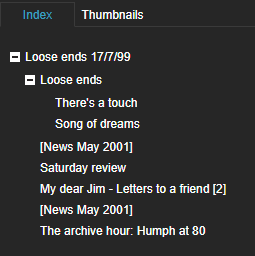 Index Thumbnails
Loose ends 17/7/99
Loose ends
There's a touch
Song of dreams
[News May 2001]
Saturday review
My dear Jim - Letters to a friend [2]
[News May 2001]
The archive hour: Humph at 80